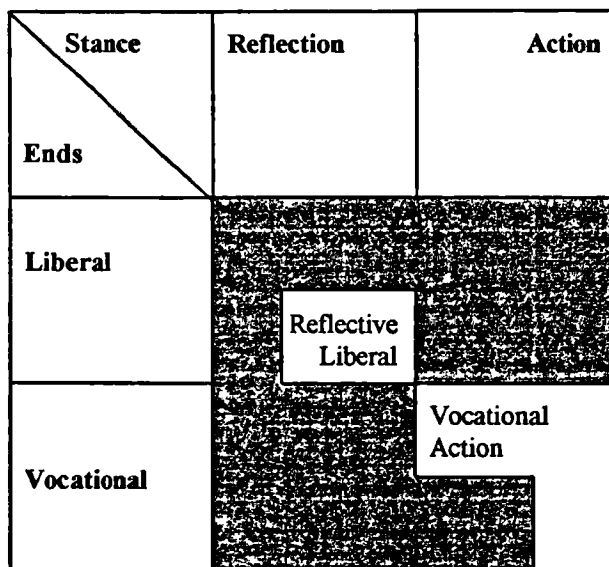 Stance
Reflection
Action
Ends
Liberal
Reflective
Liberal
Vocational
Action
Vocational